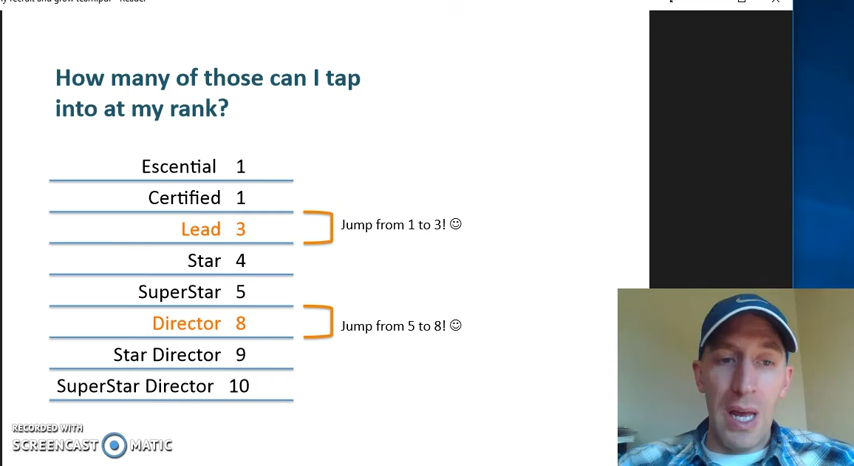 How many of those can I tap
into at my rank?
Escential 1
Certified 1
Lead 3
Jump from 1 to 3! ☺
Star 4
SuperStar 5
Director 8
Jump from 5 to 8! ☺
Star Director 9
SuperStar Director 10
RECORDED WITH
SCREENCAST MATIC